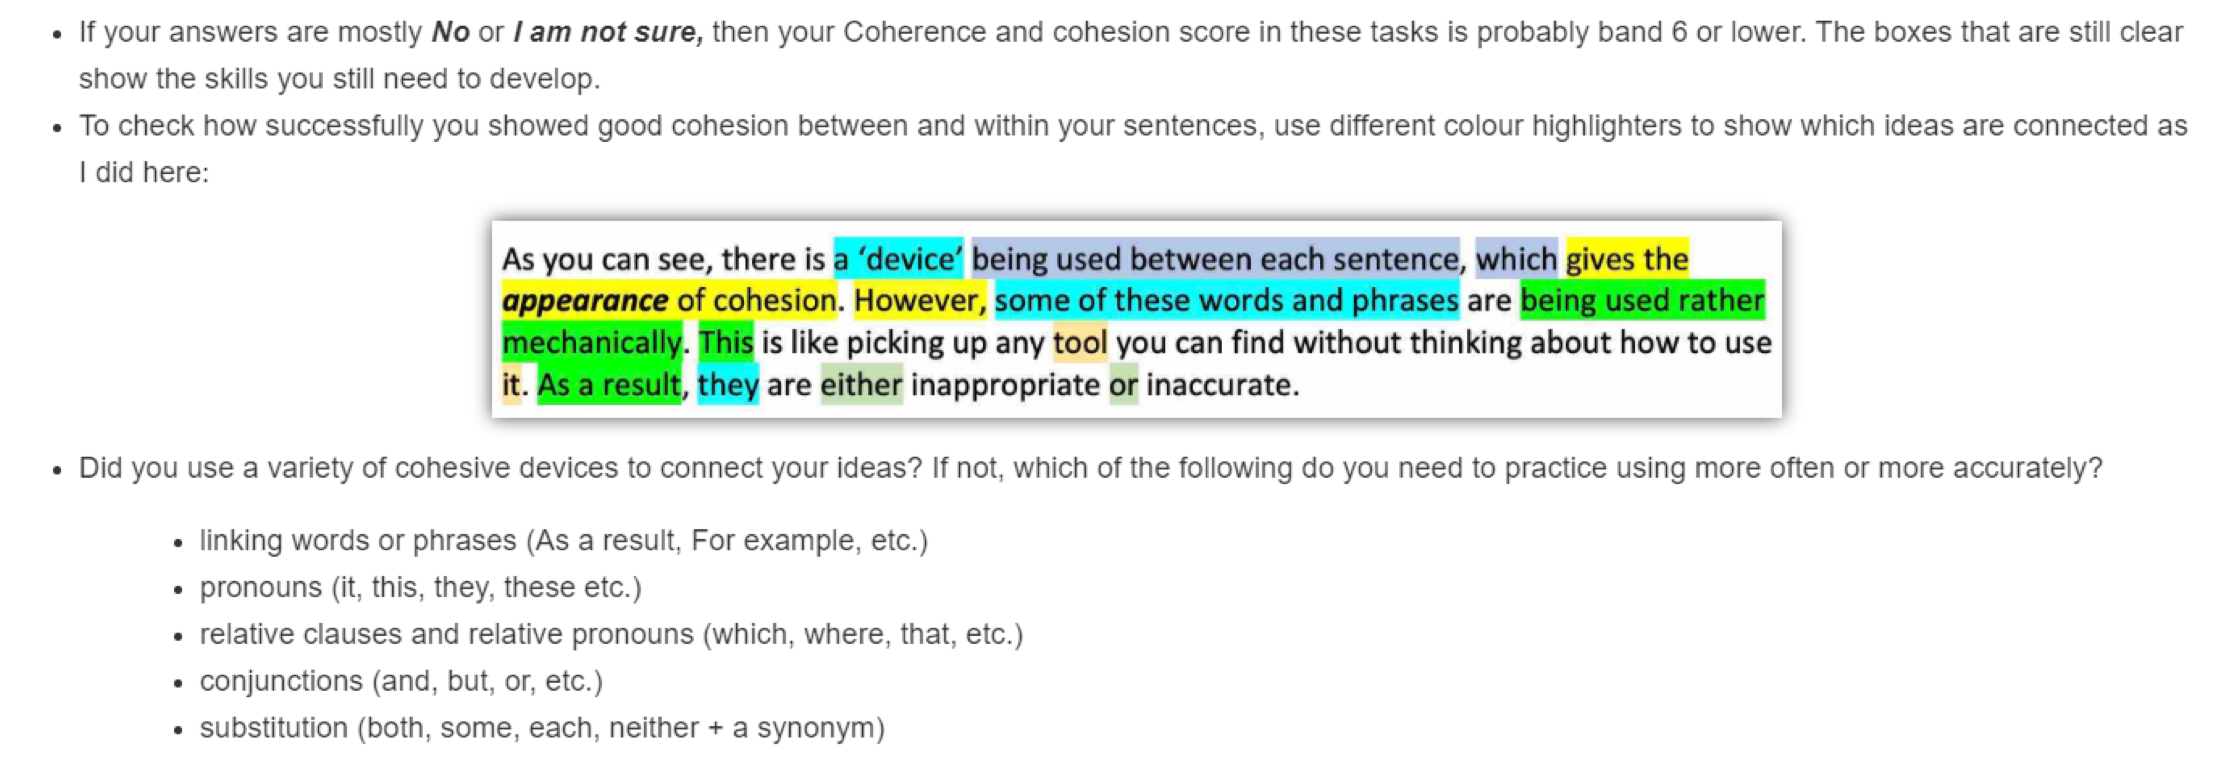 If your answers are mostly No or I am not sure, then your Coherence and cohesion score in these tasks is probably band 6 or lower. The boxes that are still clear
show the skills you still need to develop.
To check how successfully you showed good cohesion between and within your sentences, use different colour highlighters to show which ideas are connected as
I did here:
As you can see, there is a ‘device’ being used between each sentence, which gives the
appearance of cohesion. However, some of these words and phrases are being used rather
mechanically. This is like picking up any tool you can find without thinking about how to use
it. As a result, they are either inappropriate or inaccurate.
Did you use a variety of cohesive devices to connect your ideas? If not, which of the following do you need to practice using more often or more accurately?
linking words or phrases (As a result, For example, etc.)
pronouns (it, this, they, these etc.)
relative clauses and relative pronouns (which, where, that, etc.)
conjunctions (and, but, or, etc.)
substitution (both, some, each, neither + a synonym)